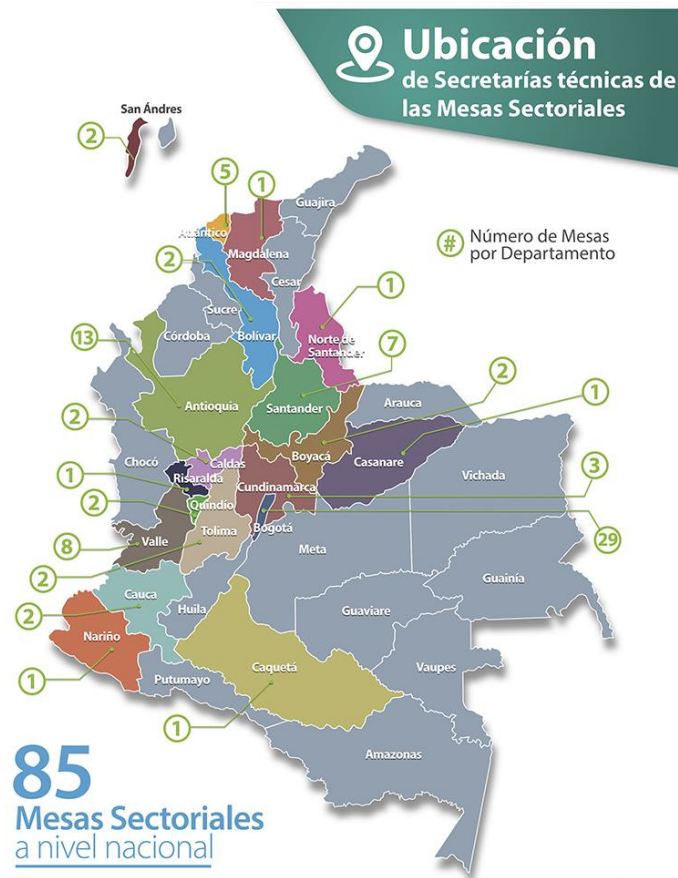 Ubicación
de Secretarías técnicas de
las Mesas Sectoriales
San Ándres
2
5
1
Guajira
Atlántico
Magdalena
# Número de Mesas
por Departamento
2
Cesar
1
Sucre
Córdoba
Bolívar
Norte de
Santander
13
7
Antioquia
Santander
2
Arauca
1
2
Boyacá
Chocó
Caldas
Casanare
1
Risaralda
Cundinamarca
3
Vichada
2
Quindío
Bogotá
8
Valle
Tolima
29
Meta
2
Guainía
Cauca
2
Huila
Guaviare
Nariño
Caquetá
Vaupes
1
Putumayo
1
Amazonas
85
Mesas Sectoriales
a nivel nacional